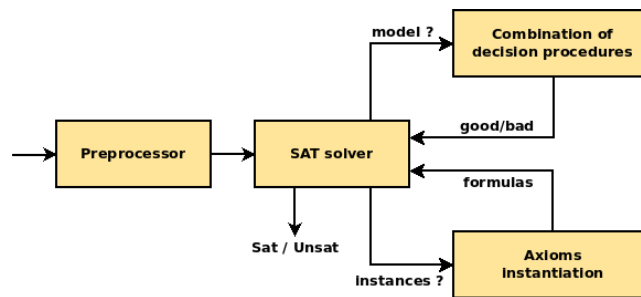 model ?
Combination of
decision procedures
good/bad
Preprocessor
SAT solver
formulas
Sat / Unsat
instances ?
Axioms
instantiation